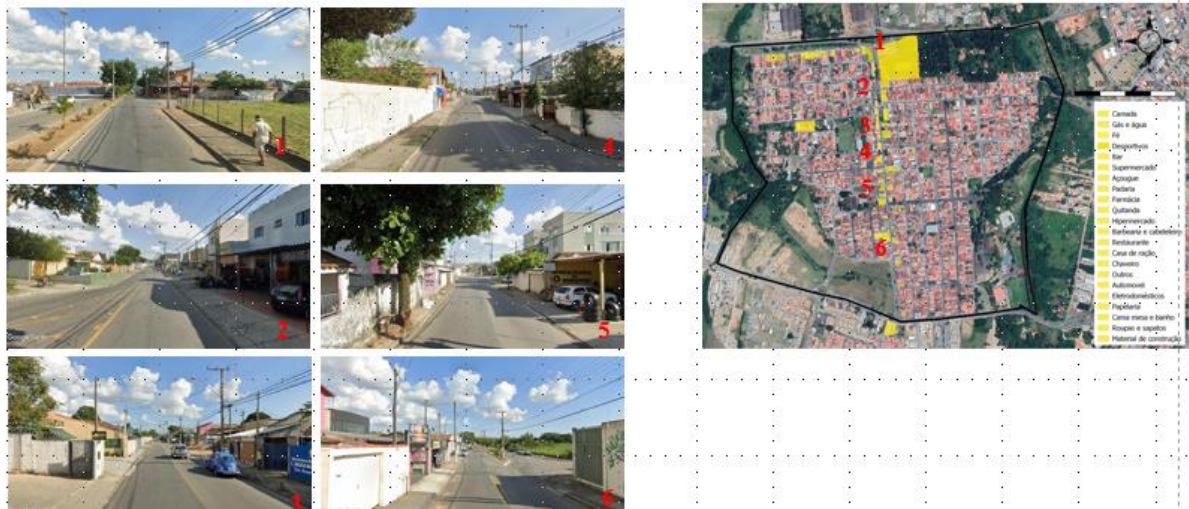 1
4
2
5
3
6
1
2
3
4
5
6
Camada
Gás e água
Fé
Desportivos
Bar
Supermercado
Açougue
Padaria
Farmácia
Quitanda
Hipermercado
Barbearia e cabeleleiro
Restaurante
Casa de ração
Chaveiro
Outros
Automovel
Eletrodomésticos
Papelaria
Cama mesa e banho
Roupas e sapatos
Material de construção